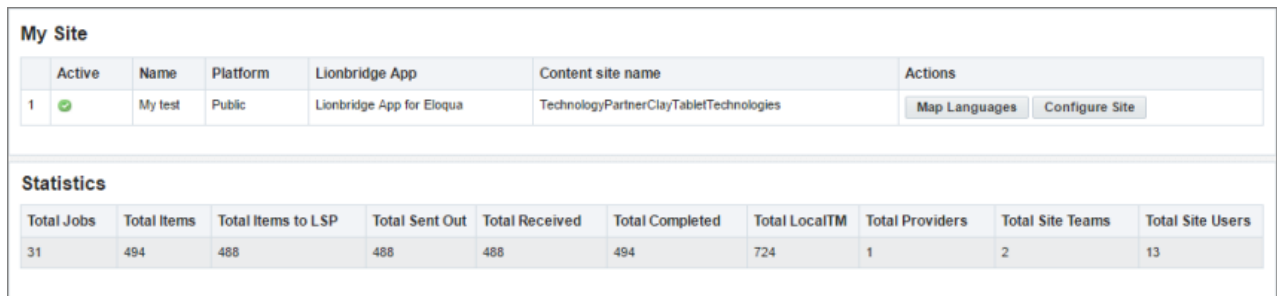 My Site
Active Name Platform Lionbridge App Content site name Actions
1 My test Public Lionbridge App for Eloqua TechnologyPartnerClayTabletTechnologies Map Languages Configure Site
Statistics
Total Jobs Total Items Total Items to LSP Total Sent Out Total Received Total Completed Total LocalTM Total Providers Total Site Teams Total Site Users
31 494 488 488 488 494 724 1 2 13